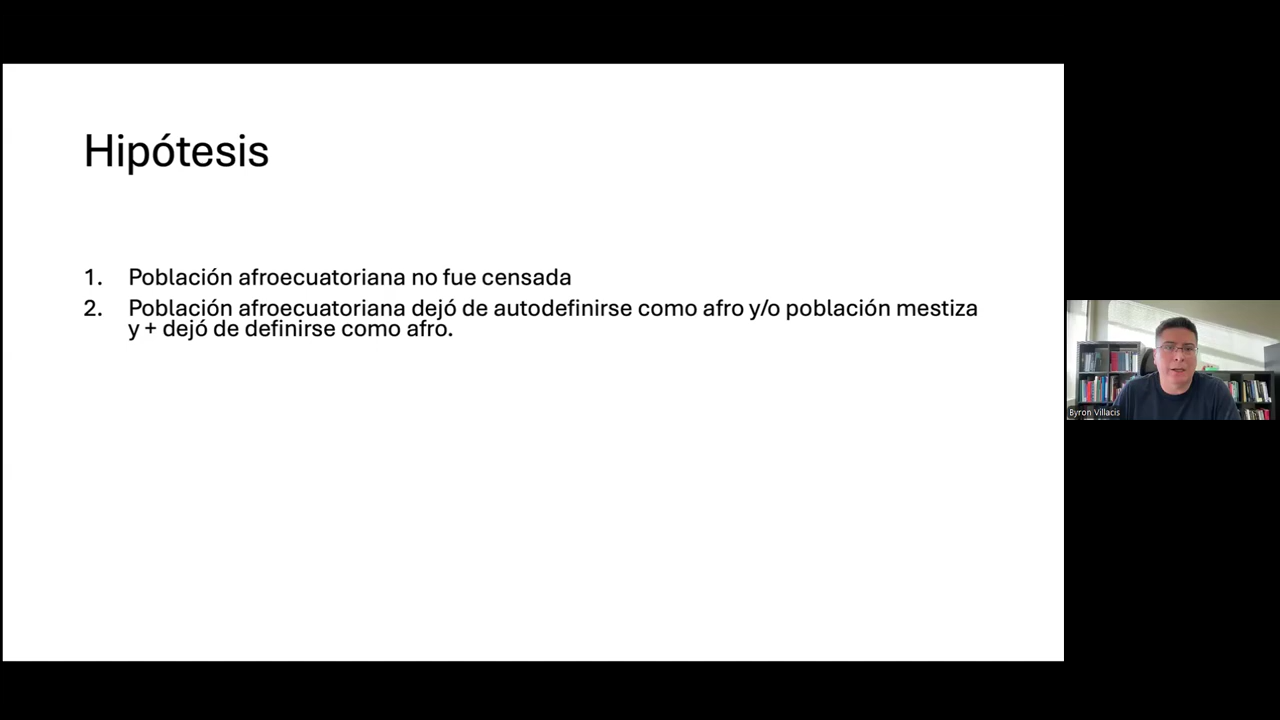 Hipótesis
1. Población afroecuatoriana no fue censada
2. Población afroecuatoriana dejó de autodefinirse como afro y/o población mestiza
y + dejó de definirse como afro.
Byron Villacis